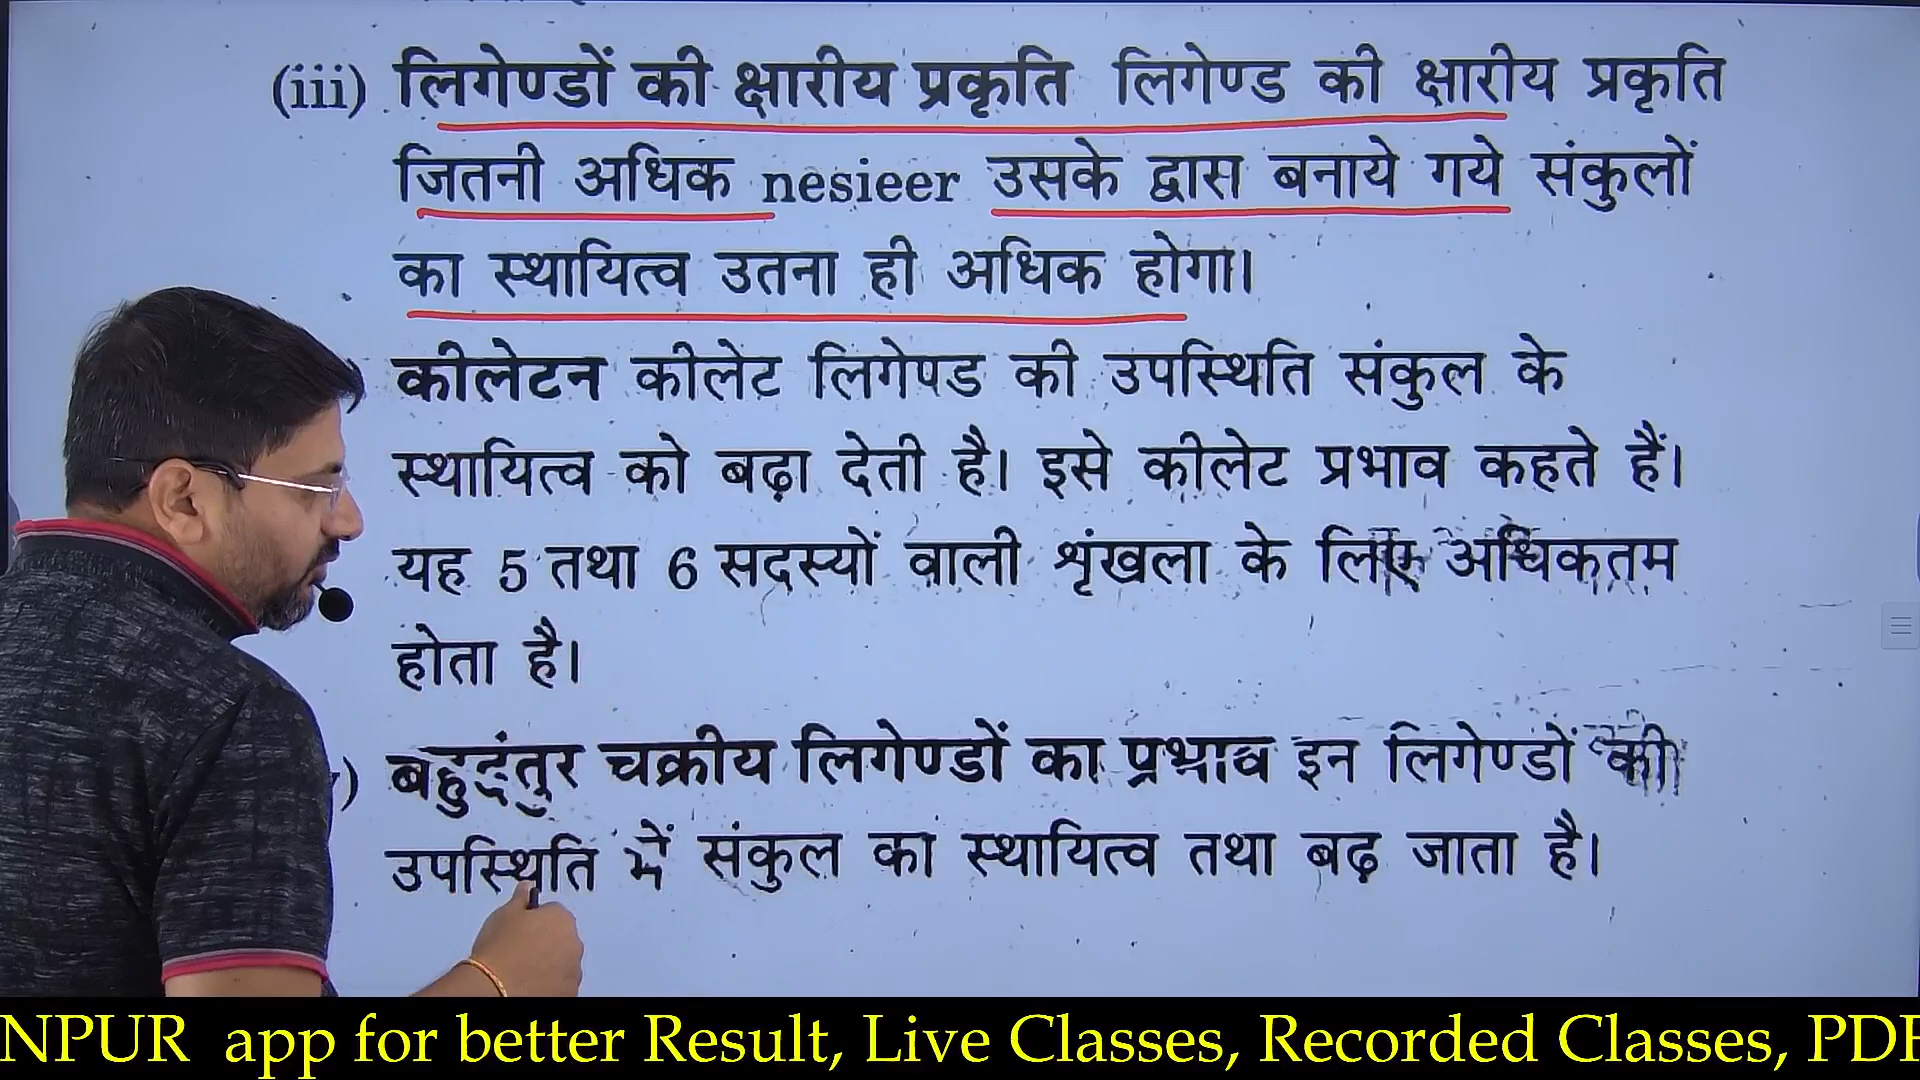 (iii) लिगेण्डों की क्षारीय प्रकृति लिगेण्ड की क्षारीय प्रकृति
जितनी अधिक nesieer उसके द्वास बनाये गये संकुलों
का स्थायित्व उतना ही अधिक होगा।
कीलेटन कीलेट लिगेपड की उपस्थिति संकुल के
स्थायित्व को बढ़ा देती है। इसे कीलेट प्रभाव कहते हैं।
यह 5 तथा 6 सदस्यों वाली शृंखला के लिए अधिकतम
होता है।
बहुदंतुर चक्रीय लिगेण्डों का प्रभाव इन लिगेण्डों की
उपस्थिति में संकुल का स्थायित्व तथा बढ़ जाता है।
NPUR app for better Result, Live Classes, Recorded Classes, PDF